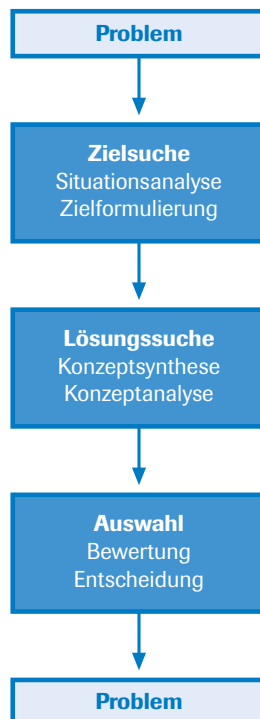 Problem
Zielsuche
Situationsanalyse
Zielformulierung
Lösungssuche
Konzeptsynthese
Konzeptanalyse
Auswahl
Bewertung
Entscheidung
Problem